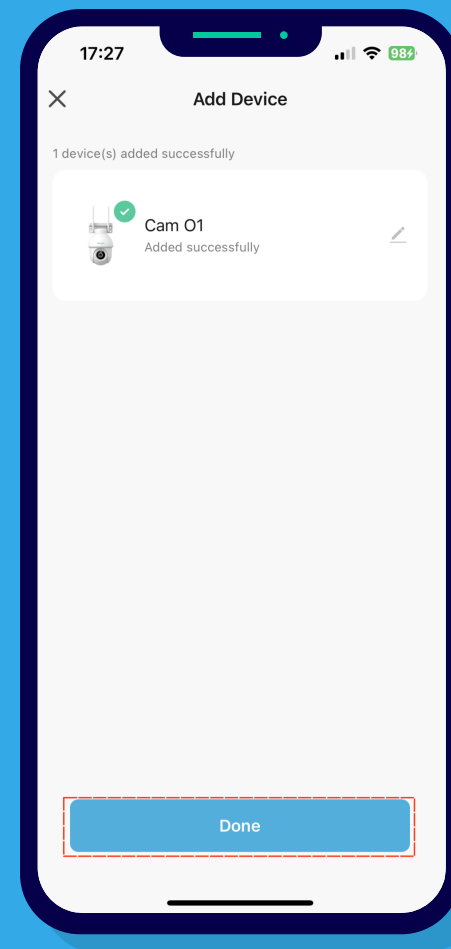 17:27
98
Add Device
1 device(s) added successfully
Cam O1
Added successfully
Done